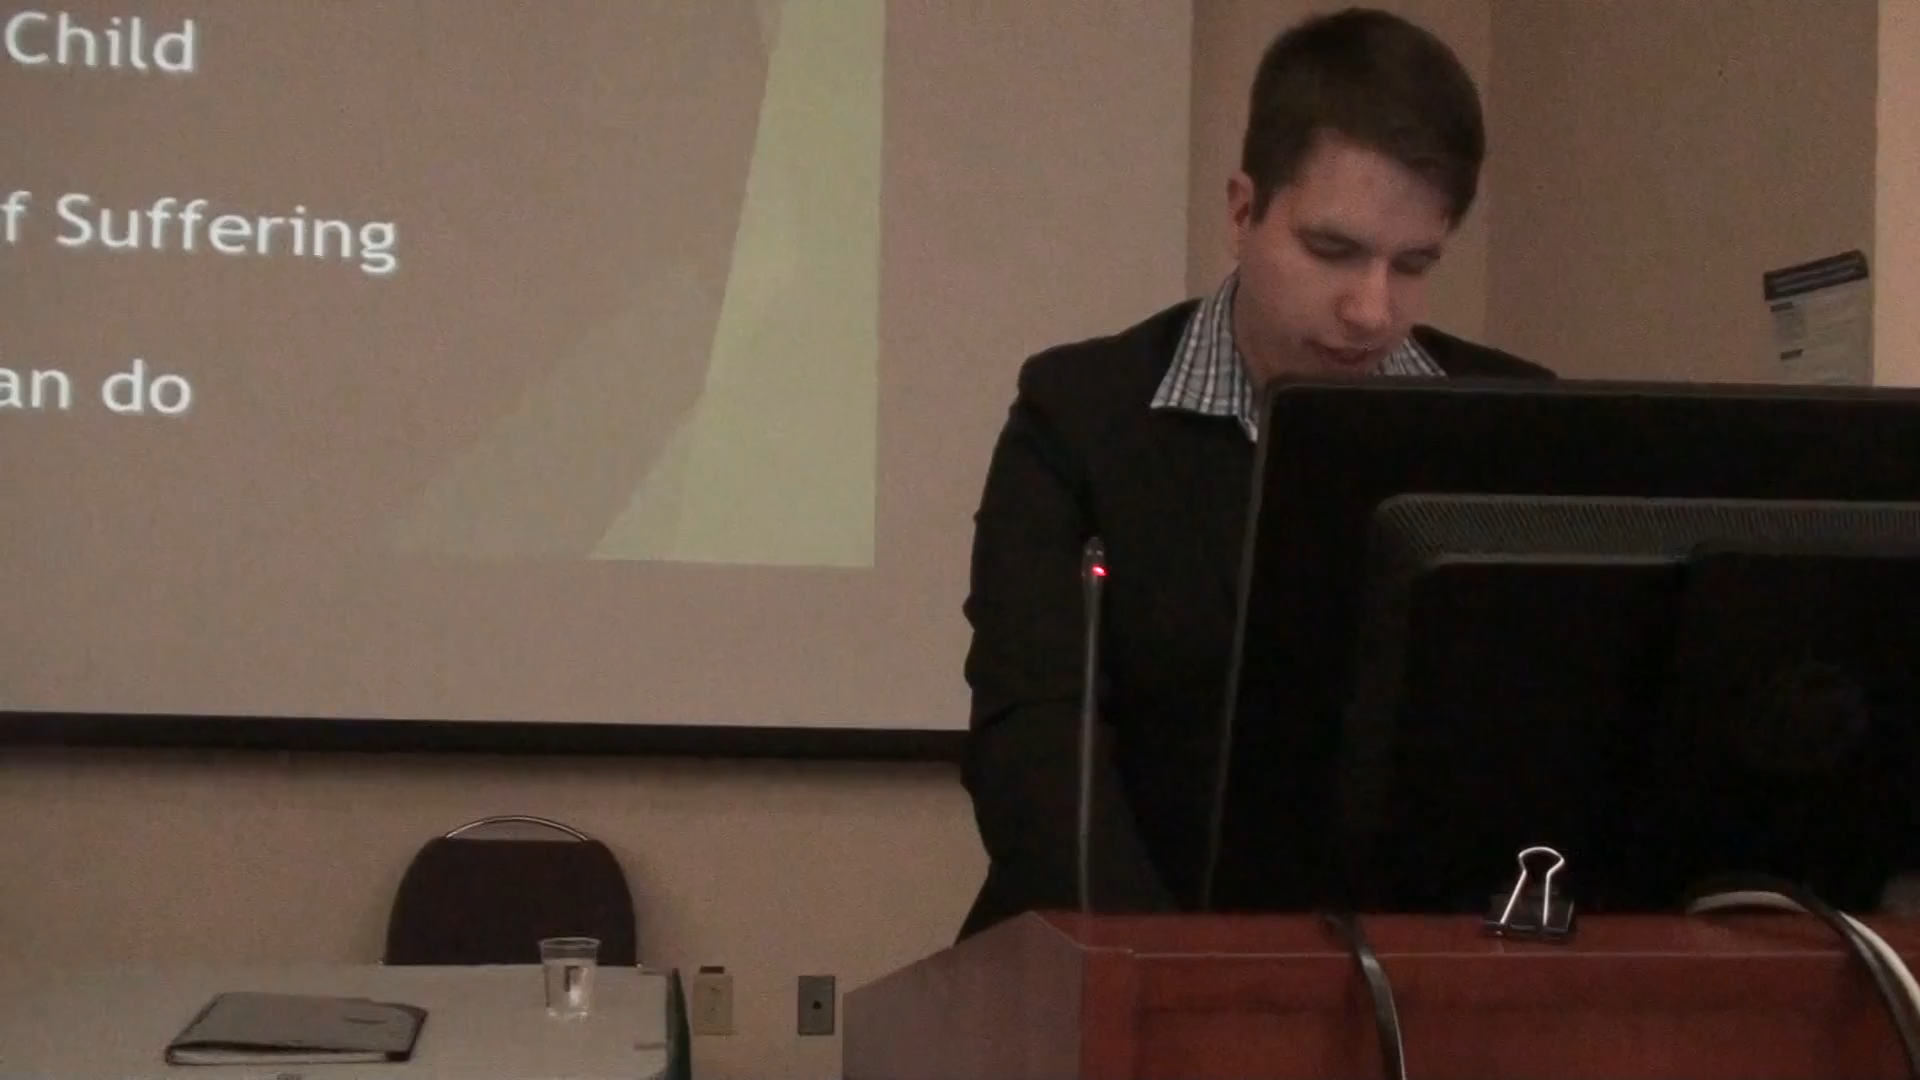 Child
f Suffering
an do